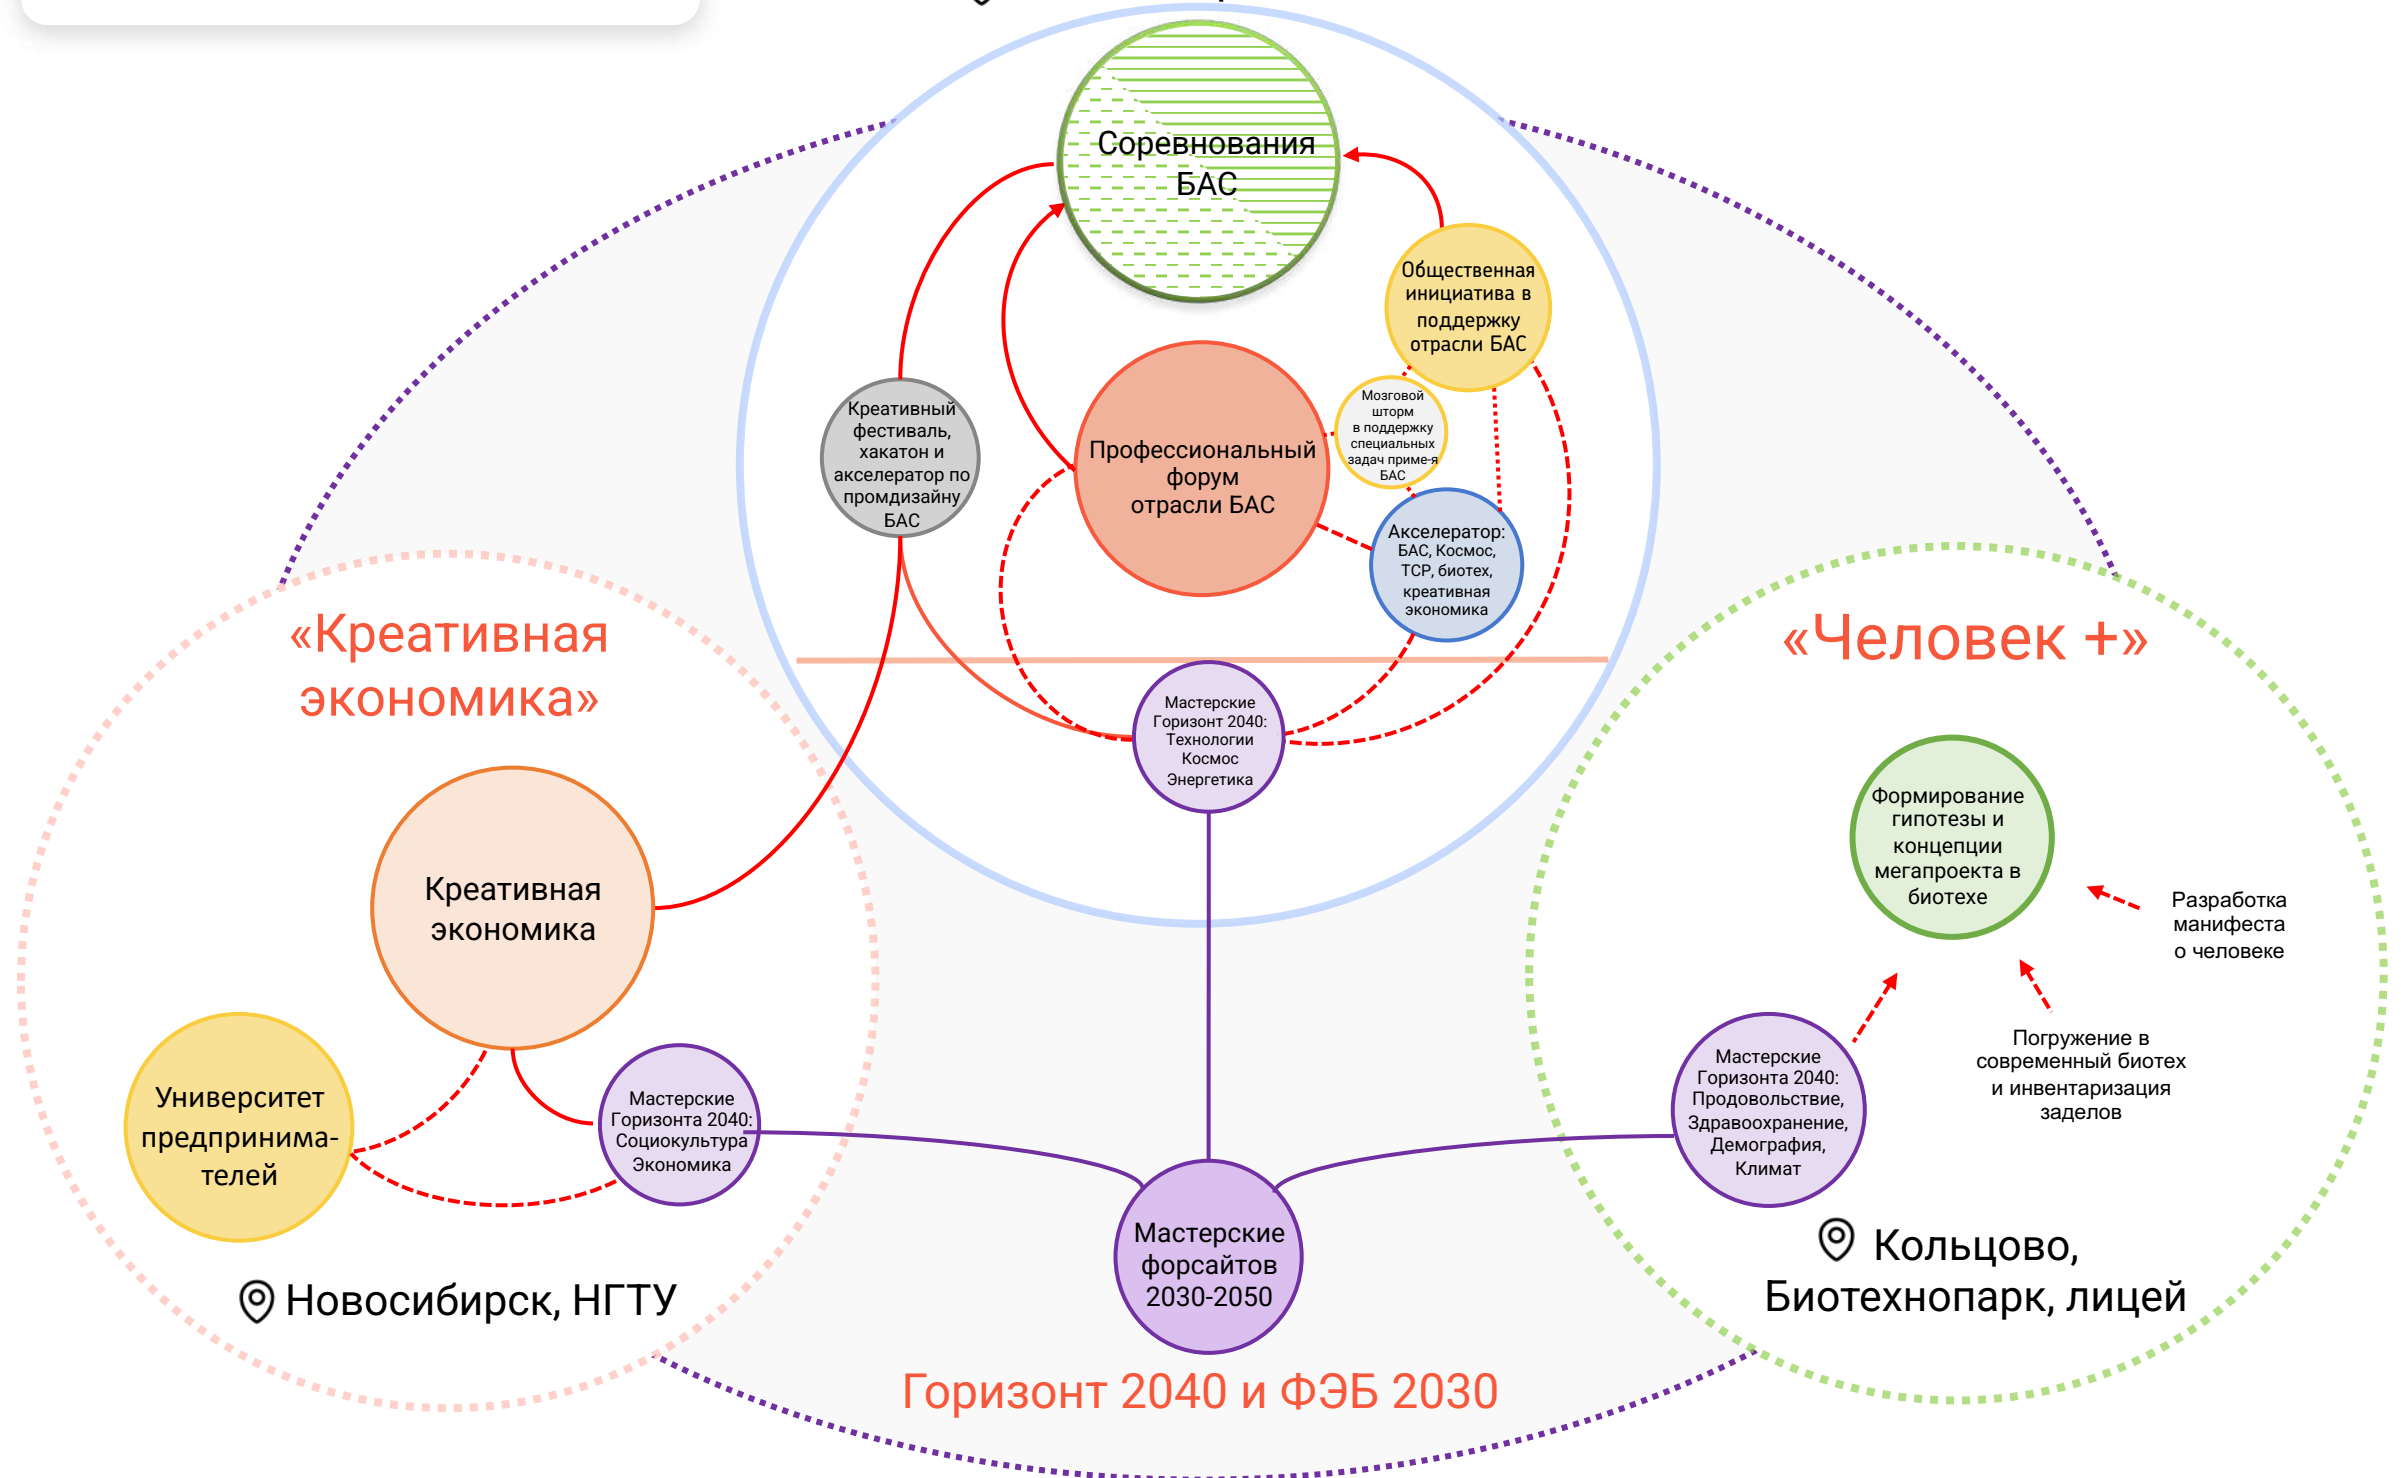 Соревнования
БАС
Общественная
инициатива в
поддержку
отрасли БАС
Мозговой
шторм
в поддержку
специальных
задач приме-я
БАС
Креативный
фестиваль,
хакатон и
акселератор по
промдизайну
БАС
Профессиональный
форум
отрасли БАС
Акселератор:
БАС, Космос,
ТСР, биотех,
креативная
экономика
Мастерские
Горизонт 2040:
Технологии
Космос
Энергетика
«Креативная
экономика»
Креативная
экономика
Университет
предпринима-
телей
Мастерские
Горизонта 2040:
Социокультура
Экономика
Новосибирск, НГТУ
«Человек +»
Формирование
гипотезы и
концепции
мегапроекта в
биотехе
Разработка
манифеста
о человеке
Погружение в
современный биотех
и инвентаризация
заделов
Мастерские
Горизонта 2040:
Продовольствие,
Здравоохранение,
Демография,
Климат
Кольцово,
Биотехнопарк, лицей
Мастерские
форсайтов
2030-2050
Горизонт 2040 и ФЭБ 2030